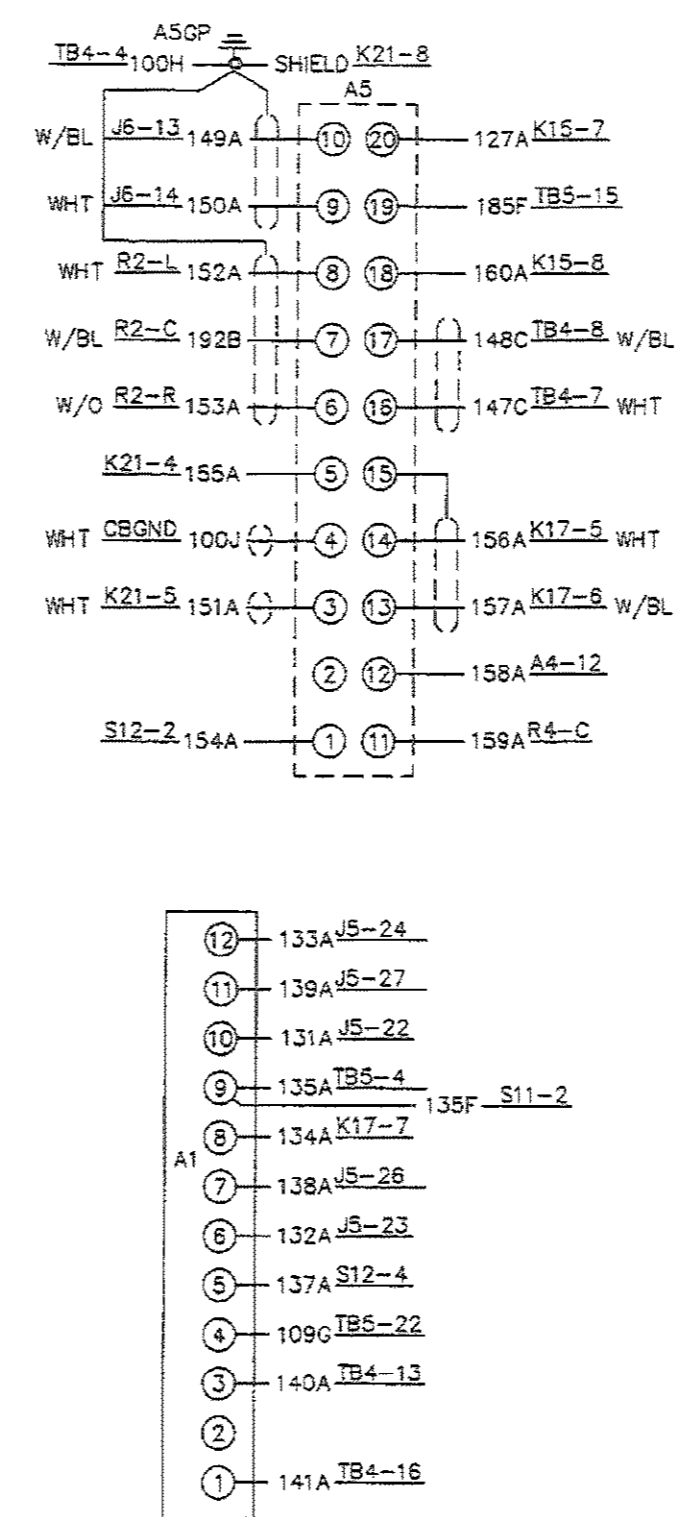 A5GP
TB4-4 100H SHIELD K21-8
A5
W/BL J6-13 149A 10 20 127A K15-7
WHT J6-14 150A 9 19 185F TB5-15
WHT R2-L 152A 8 18 160A K15-8
W/BL R2-C 192B 7 17 148C TB4-8 W/BL
W/O R2-R 153A 6 16 147C TB4-7 WHT
K21-4 155A 5 15
WHT CBGND 100J 4 14 156A K17-5 WHT
WHT K21-5 151A 3 13 157A K17-6 W/BL
2 12 158A A4-12
S12-2 154A 1 11 159A R4-C
12 133A J5-24
11 139A J5-27
10 131A J5-22
9 135A TB5-4
135F S11-2
8 134A K17-7
A1
7 138A J5-26
6 132A J5-23
5 137A S12-4
4 109G TB5-22
3 140A TB4-13
2
1 141A TB4-16